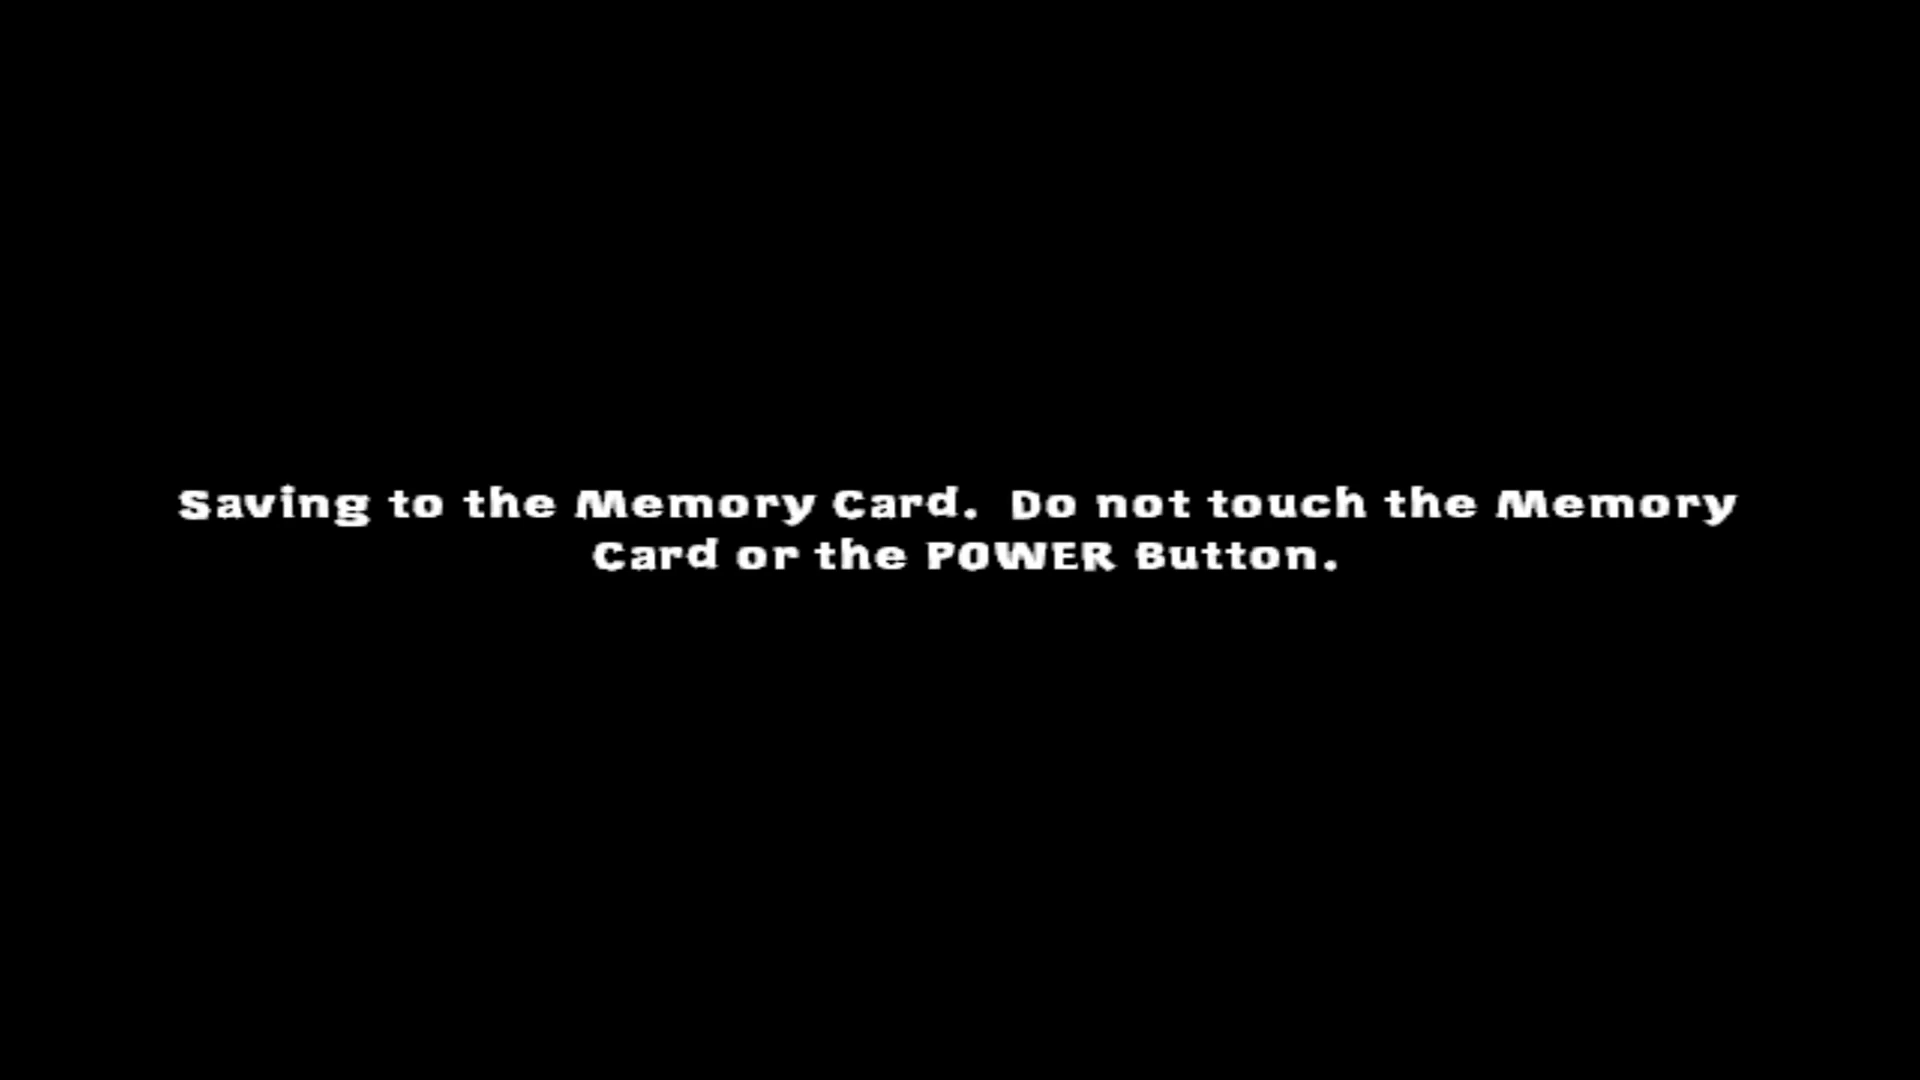 Saving to the Memory Card.  Do not touch the Memory
Card or the POWER Button.